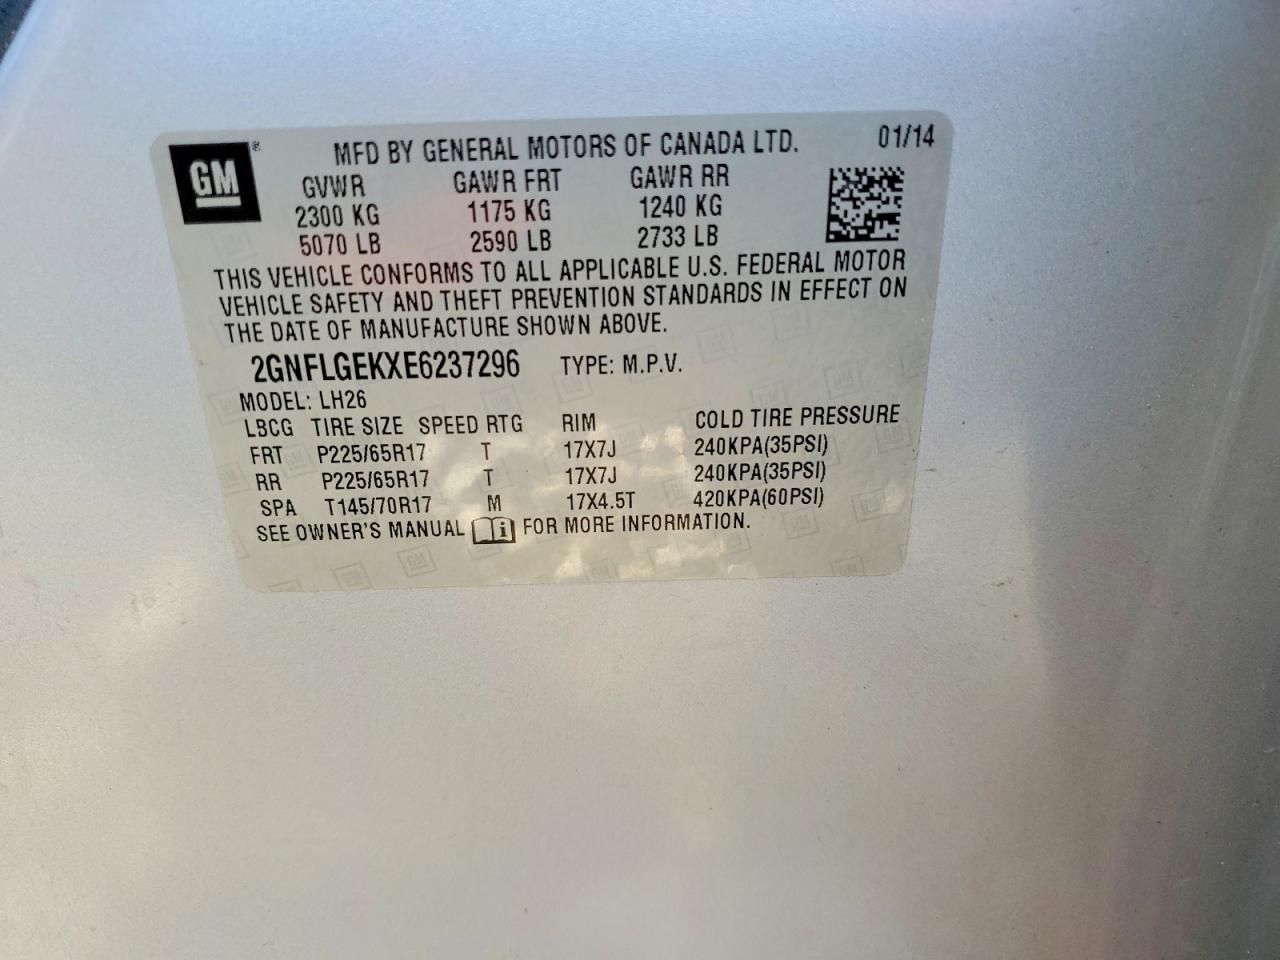 GM
MFD BY GENERAL MOTORS OF CANADA LTD. 01/14
GVWR GAWR FRT GAWR RR
2300 KG 1175 KG 1240 KG
5070 LB 2590 LB 2733 LB
THIS VEHICLE CONFORMS TO ALL APPLICABLE U.S. FEDERAL MOTOR
VEHICLE SAFETY AND THEFT PREVENTION STANDARDS IN EFFECT ON
THE DATE OF MANUFACTURE SHOWN ABOVE.
2GNFLGEKXE6237296 TYPE: M.P.V.
MODEL: LH26
LBCG TIRE SIZE SPEED RTG RIM COLD TIRE PRESSURE
FRT P225/65R17 T 17X7J 240KPA(35PSI)
RR P225/65R17 T 17X7J 240KPA(35PSI)
SPA T145/70R17 M 17X4.5T 420KPA(60PSI)
SEE OWNER'S MANUAL i FOR MORE INFORMATION.